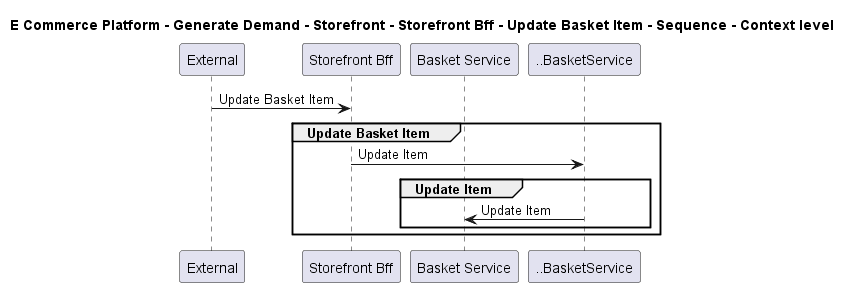 E Commerce Platform - Generate Demand - Storefront - Storefront Bff - Update Basket Item - Sequence - Context level
External
Storefront Bff
Basket Service
..BasketService
Update Basket Item
Update Basket Item
Update Item
Update Item
Update Item
External
Storefront Bff
Basket Service
..BasketService